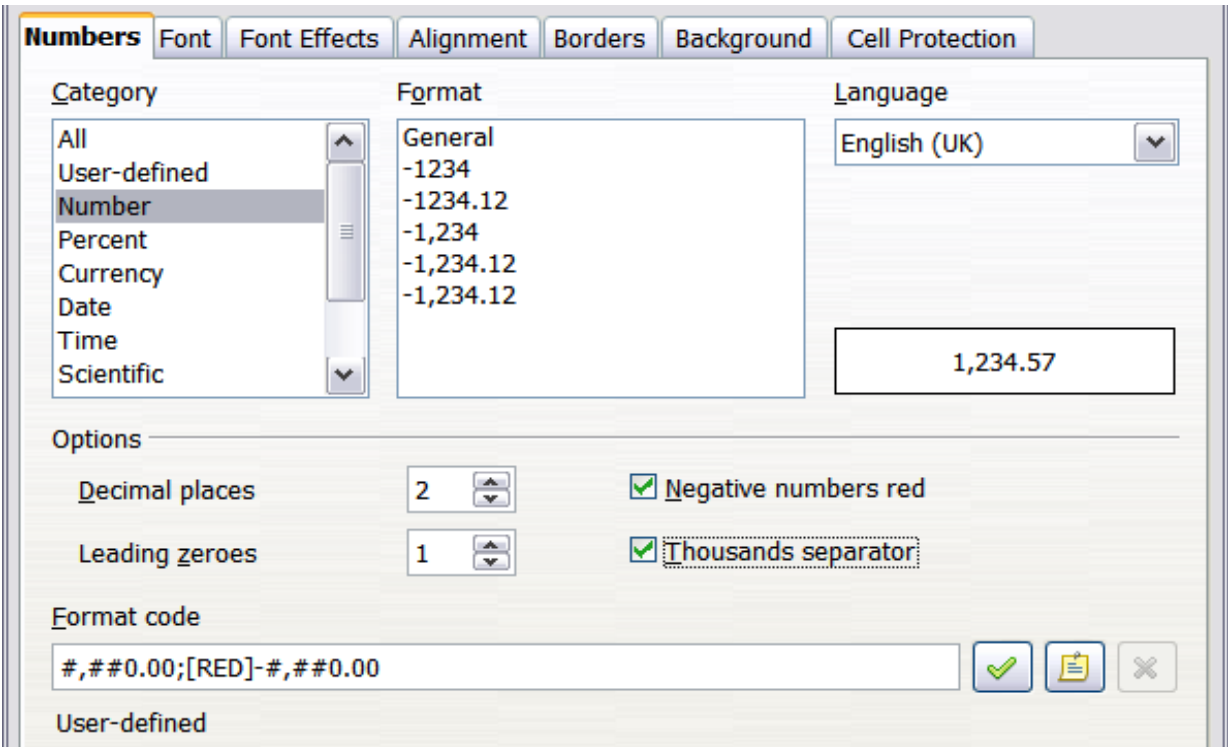 Numbers Font Font Effects Alignment Borders Background Cell Protection
Category
All
User-defined
Number
Percent
Currency
Date
Time
Scientific
Format
General
-1234
-1234.12
-1,234
-1,234.12
-1,234.12
Language
English (UK)
1,234.57
Options
Decimal places 2 Negative numbers red
Leading zeroes 1 Thousands separator
Format code
#,##0.00;[RED]-#,##0.00
User-defined